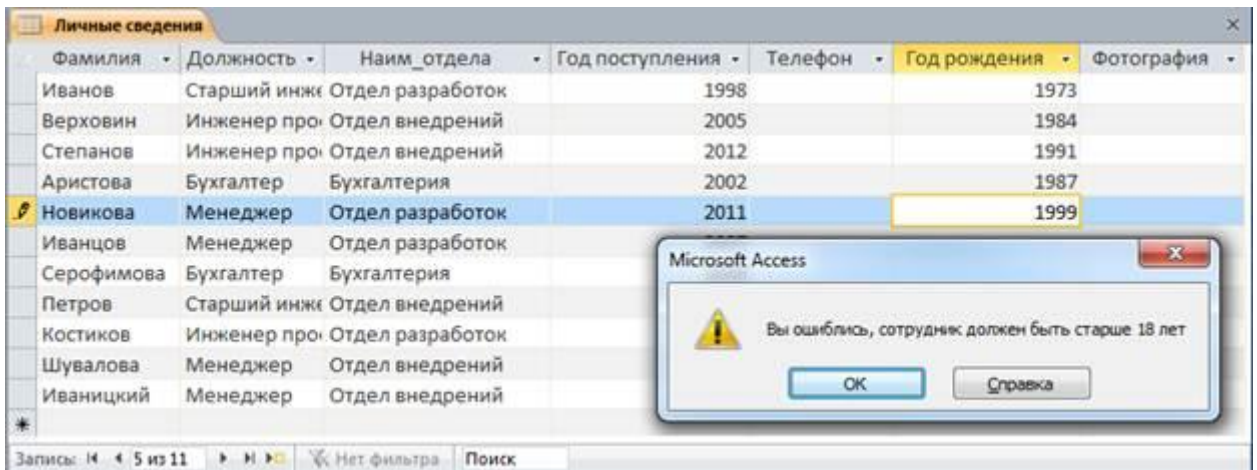 Личные сведения
Фамилия Должность Наим_отдела Год поступления Телефон Год рождения Фотография
Иванов Старший инже Отдел разработок 1998 1973
Верховин Инженер про Отдел внедрений 2005 1984
Степанов Инженер про Отдел внедрений 2012 1991
Аристова Бухгалтер Бухгалтерия 2002 1987
Новикова Менеджер Отдел разработок 2011 1999
Иванцов Менеджер Отдел разработок
Серофимова Бухгалтер Бухгалтерия
Петров Старший инже Отдел внедрений
Костиков Инженер про Отдел разработок
Шувалова Менеджер Отдел внедрений
Иваницкий Менеджер Отдел внедрений
Microsoft Access
Вы ошиблись, сотрудник должен быть старше 18 лет
ОК Справка
Запись: 5 из 11 Нет фильтра Поиск